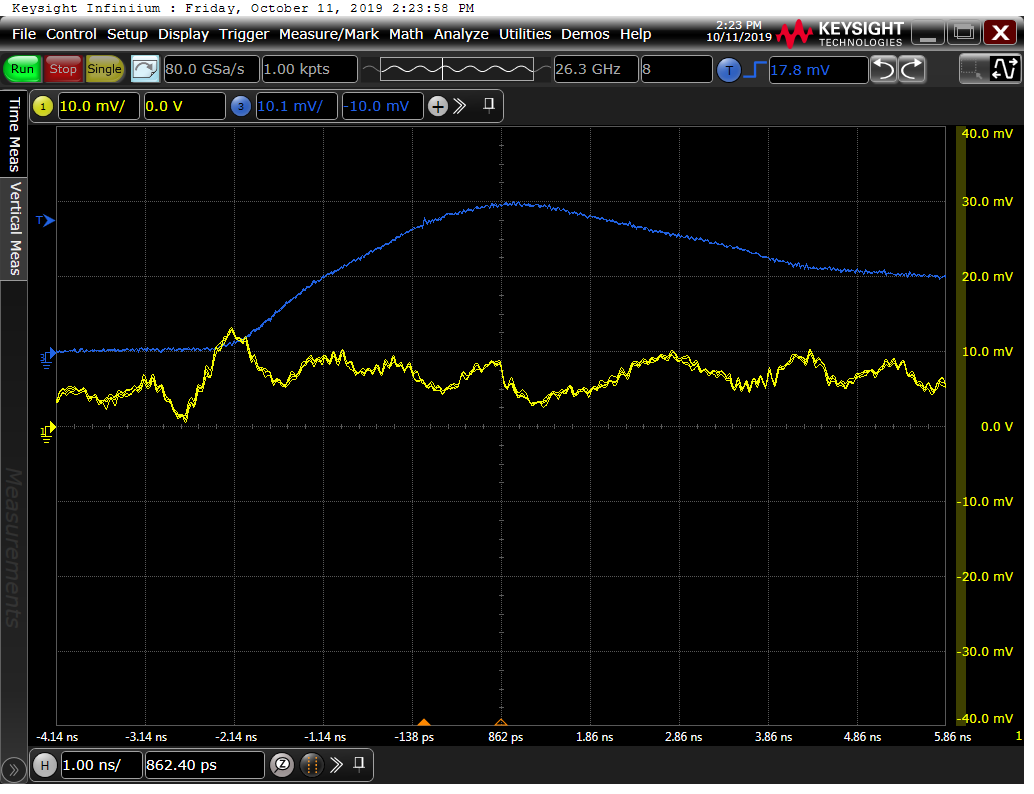 Keysight Infiniium : Friday, October 11, 2019 2:23:58 PM
File Control Setup Display Trigger Measure/Mark Math Analyze Utilities Demos Help
2:23 PM
10/11/2019
KEYSIGHT
TECHNOLOGIES
Run Stop Single 80.0 GSa/s 1.00 kpts 26.3 GHz 8 T 17.8 mV
1 10.0 mV/ 0.0 V 3 10.1 mV/ -10.0 mV
Time Meas
Vertical Meas
Measurements
T
3
1
40.0 mV
30.0 mV
20.0 mV
10.0 mV
0.0 V
-10.0 mV
-20.0 mV
-30.0 mV
-40.0 mV
-4.14 ns -3.14 ns -2.14 ns -1.14 ns -138 ps 862 ps 1.86 ns 2.86 ns 3.86 ns 4.86 ns 5.86 ns 1
H 1.00 ns/ 862.40 ps Z